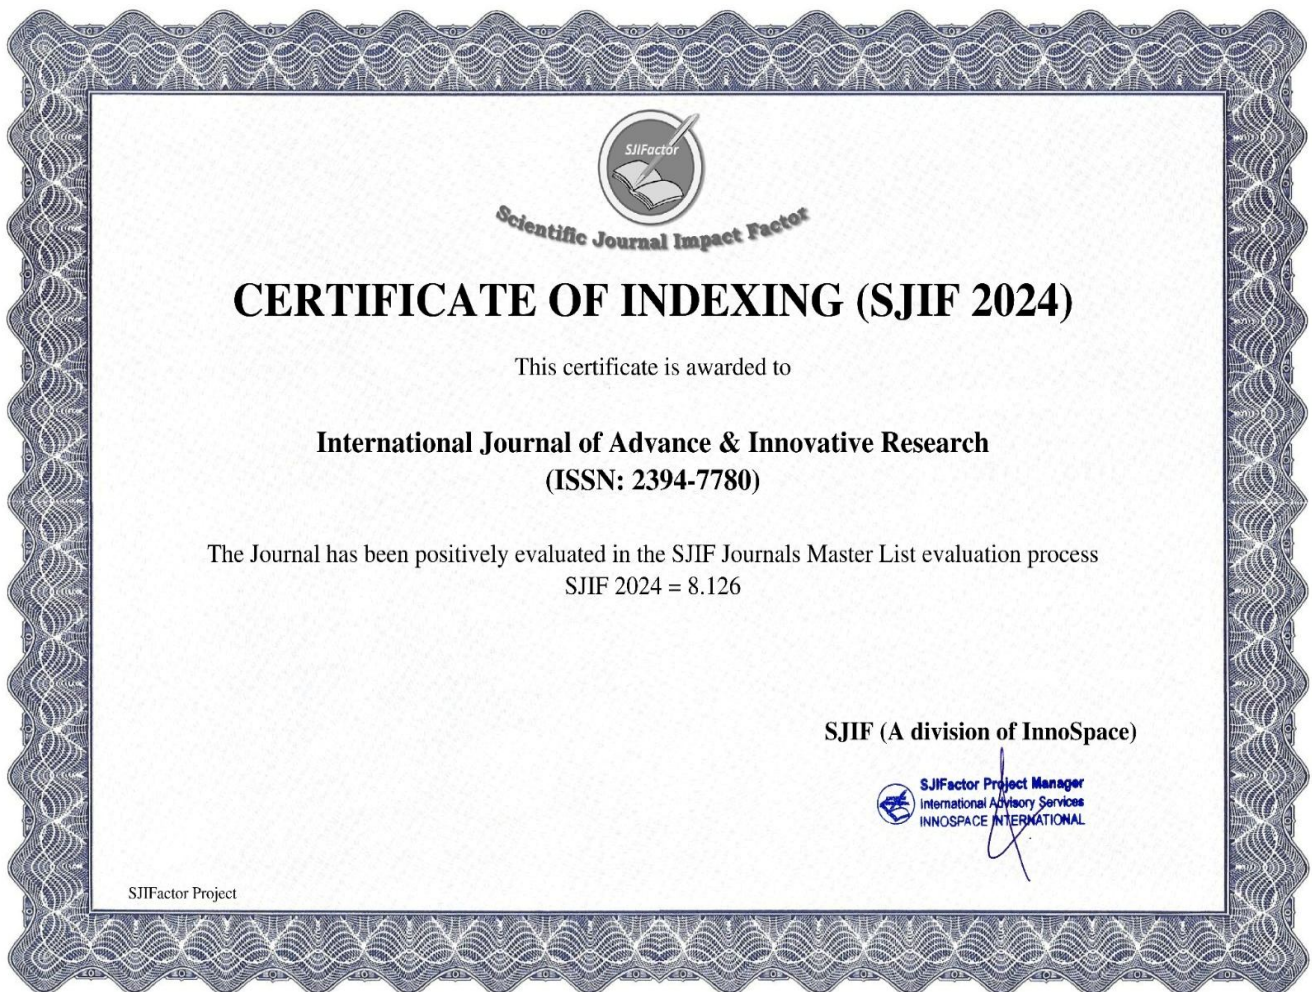 SJIFactor
Scientific Journal Impact Factor
CERTIFICATE OF INDEXING (SJIF 2024)
This certificate is awarded to
International Journal of Advance & Innovative Research
(ISSN: 2394-7780)
The Journal has been positively evaluated in the SJIF Journals Master List evaluation process
SJIF 2024 = 8.126
SJIF (A division of InnoSpace)
SJIFactor Project Manager
International Advisory Services
INNOSPACE INTERNATIONAL
SJIFactor Project